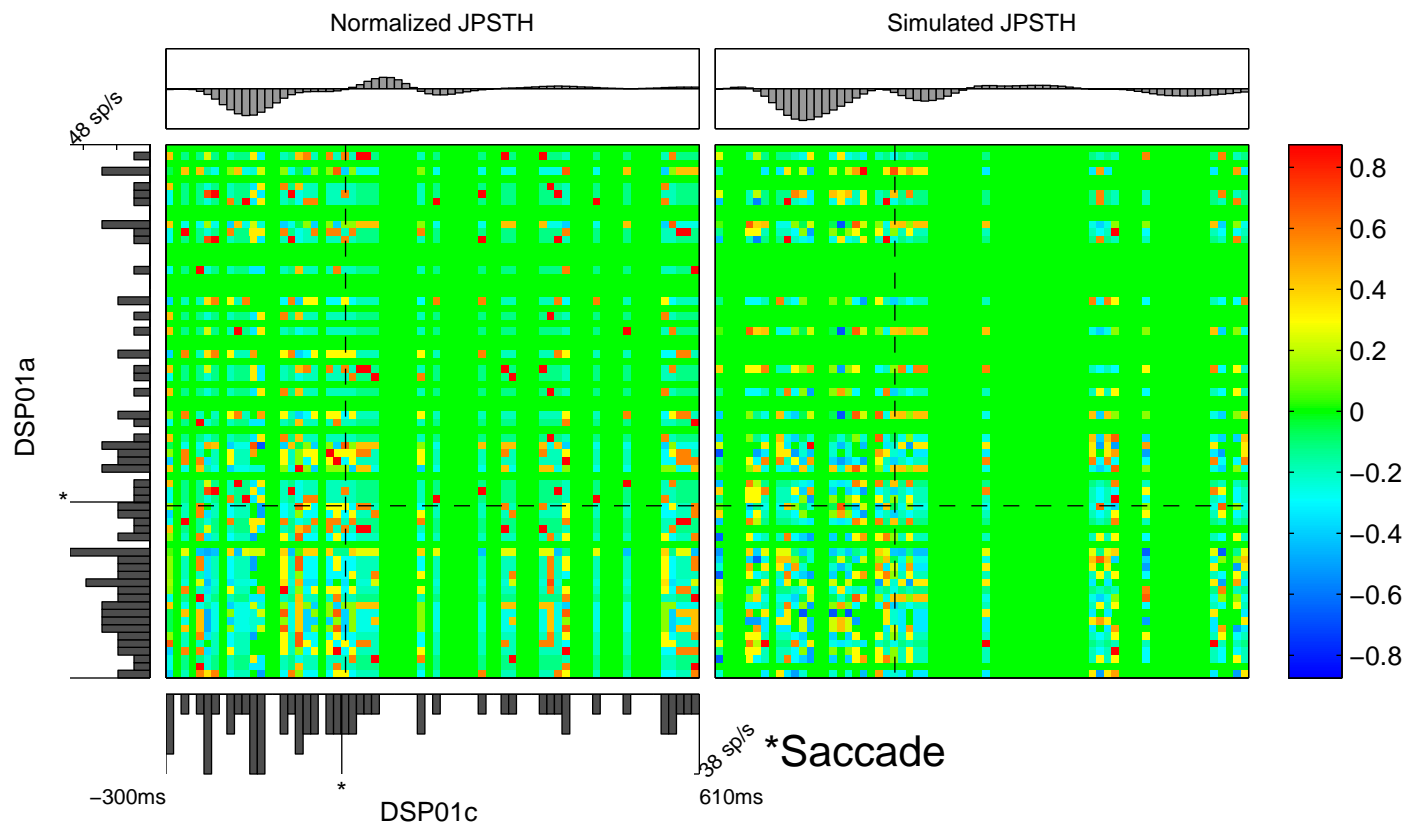 Normalized JPSTH
Simulated JPSTH
48 sp/s
DSP01a
*
0.8
0.6
0.4
0.2
0
−0.2
−0.4
−0.6
−0.8
38 sp/s
*Saccade
*
−300ms
610ms
DSP01c